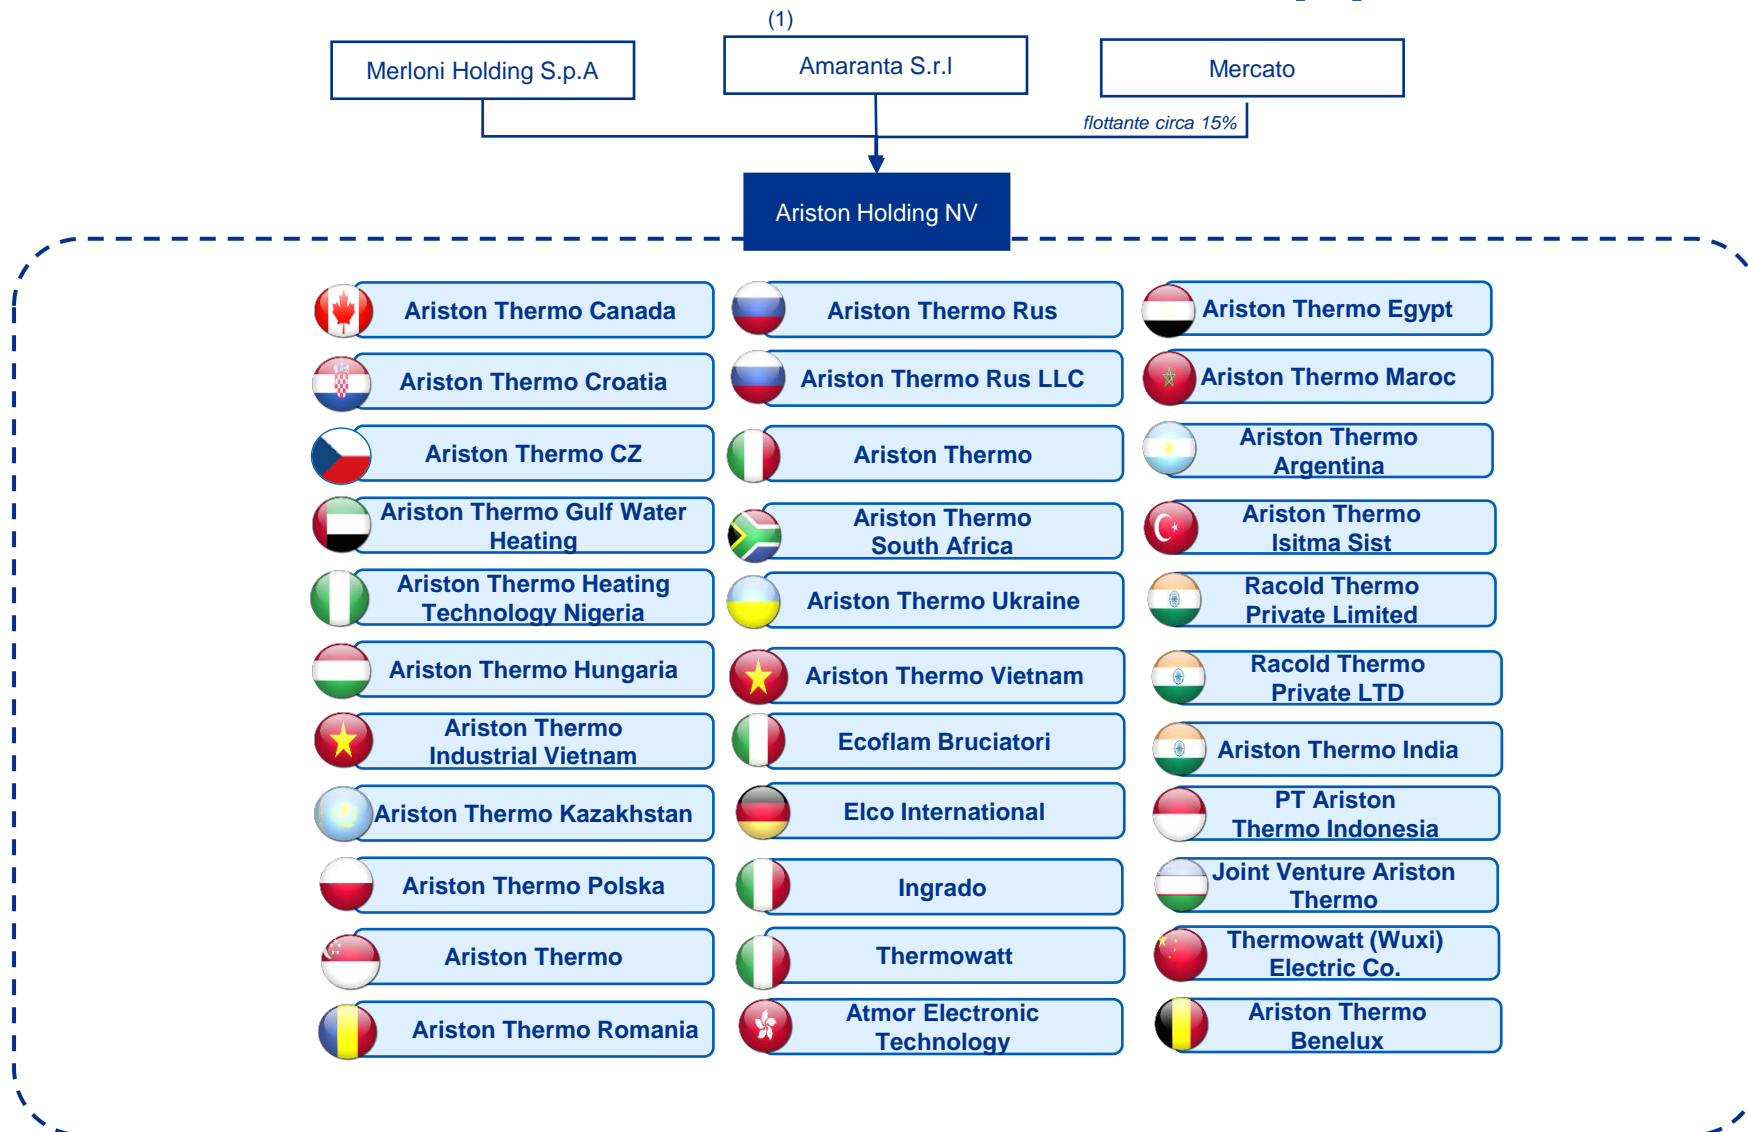 (1)
Merloni Holding S.p.A
Amaranta S.r.l
Mercato
flottante circa 15%
Ariston Holding NV
Ariston Thermo Canada
Ariston Thermo Croatia
Ariston Thermo CZ
Ariston Thermo Gulf Water
Heating
Ariston Thermo Heating
Technology Nigeria
Ariston Thermo Hungaria
Ariston Thermo
Industrial Vietnam
Ariston Thermo Kazakhstan
Ariston Thermo Polska
Ariston Thermo
Ariston Thermo Romania
Ariston Thermo Rus
Ariston Thermo Rus LLC
Ariston Thermo
Ariston Thermo
South Africa
Ariston Thermo Ukraine
Ariston Thermo Vietnam
Ecoflam Bruciatori
Elco International
Ingrado
Thermowatt
Atmor Electronic
Technology
Ariston Thermo Egypt
Ariston Thermo Maroc
Ariston Thermo
Argentina
Ariston Thermo
Isitma Sist
Racold Thermo
Private Limited
Racold Thermo
Private LTD
Ariston Thermo India
PT Ariston
Thermo Indonesia
Joint Venture Ariston
Thermo
Thermowatt (Wuxi)
Electric Co.
Ariston Thermo
Benelux